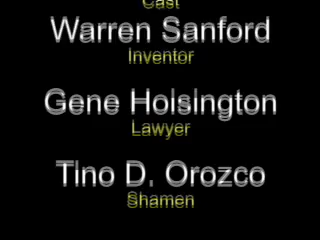 Cast
Warren Sanford
Inventor
Gene Holsington
Lawyer
Tino D. Orozco
Shamen